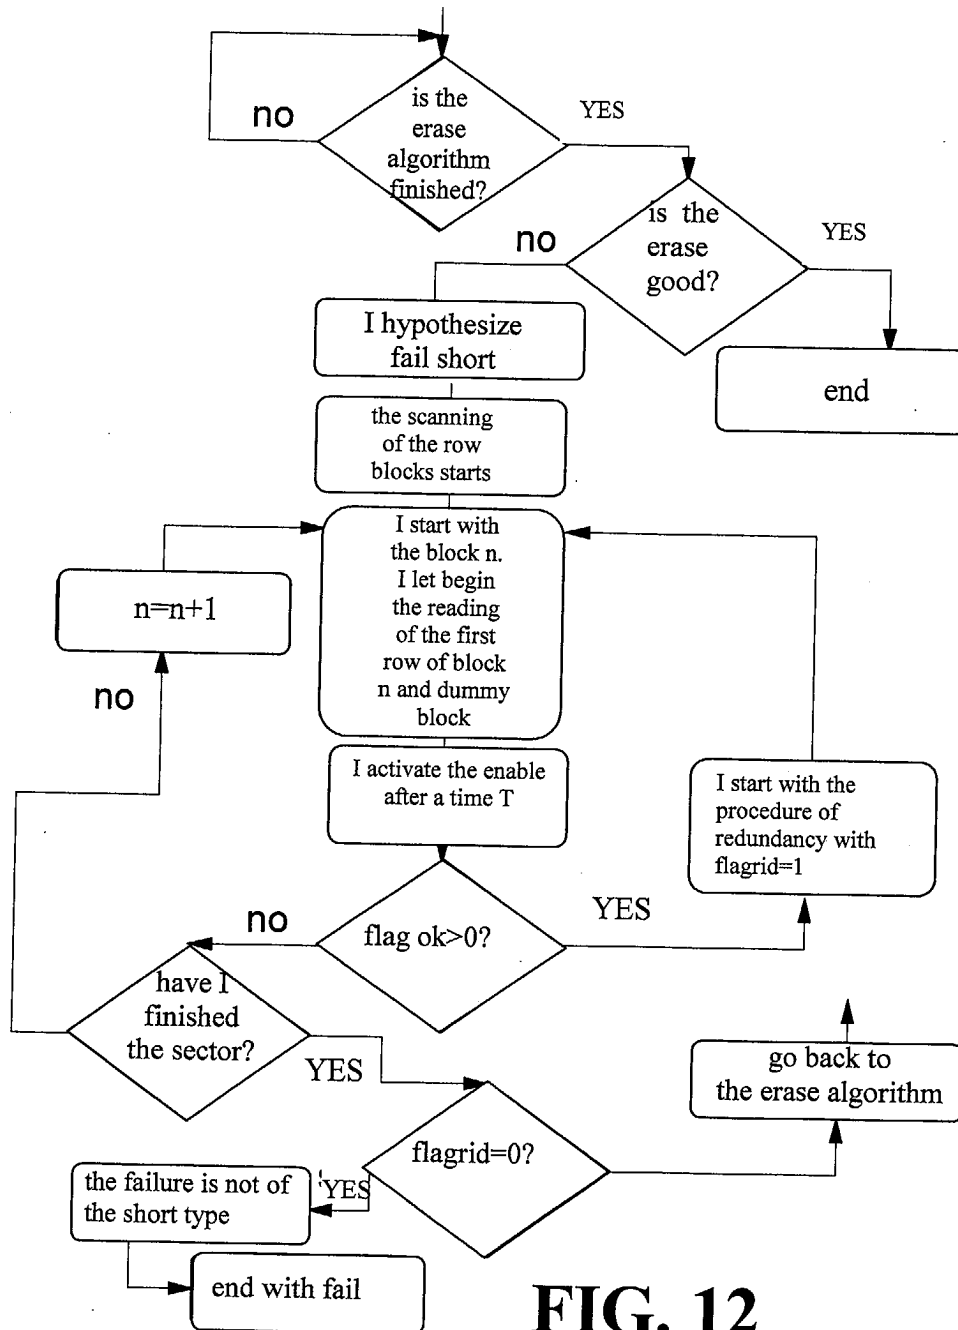 is the
erase
algorithm
finished?
no
YES
is the
erase
good?
no
YES
I hypothesize
fail short
end
the scanning
of the row
blocks starts
I start with
the block n.
I let begin
the reading
of the first
row of block
n and dummy
block
n=n+1
no
I activate the enable
after a time T
I start with the
procedure of
redundancy with
flagrid=1
flag ok>0?
no
YES
have I
finished
the sector?
YES
go back to
the erase algorithm
flagrid=0?
YES
the failure is not of
the short type
end with fail
FIG. 12